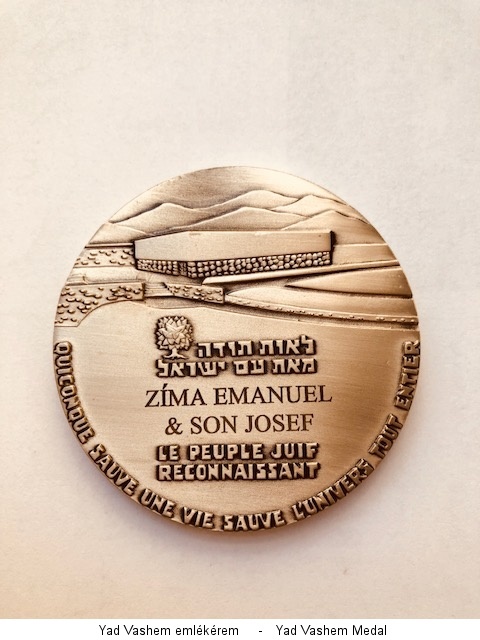 לאות תודה
מאת עם ישראל
ZÍMA EMANUEL
& SON JOSEF
LE PEUPLE JUIF
RECONNAISSANT
QUICONQUE SAUVE UNE VIE SAUVE L'UNIVERS TOUT ENTIER
Yad Vashem emlékérem - Yad Vashem Medal